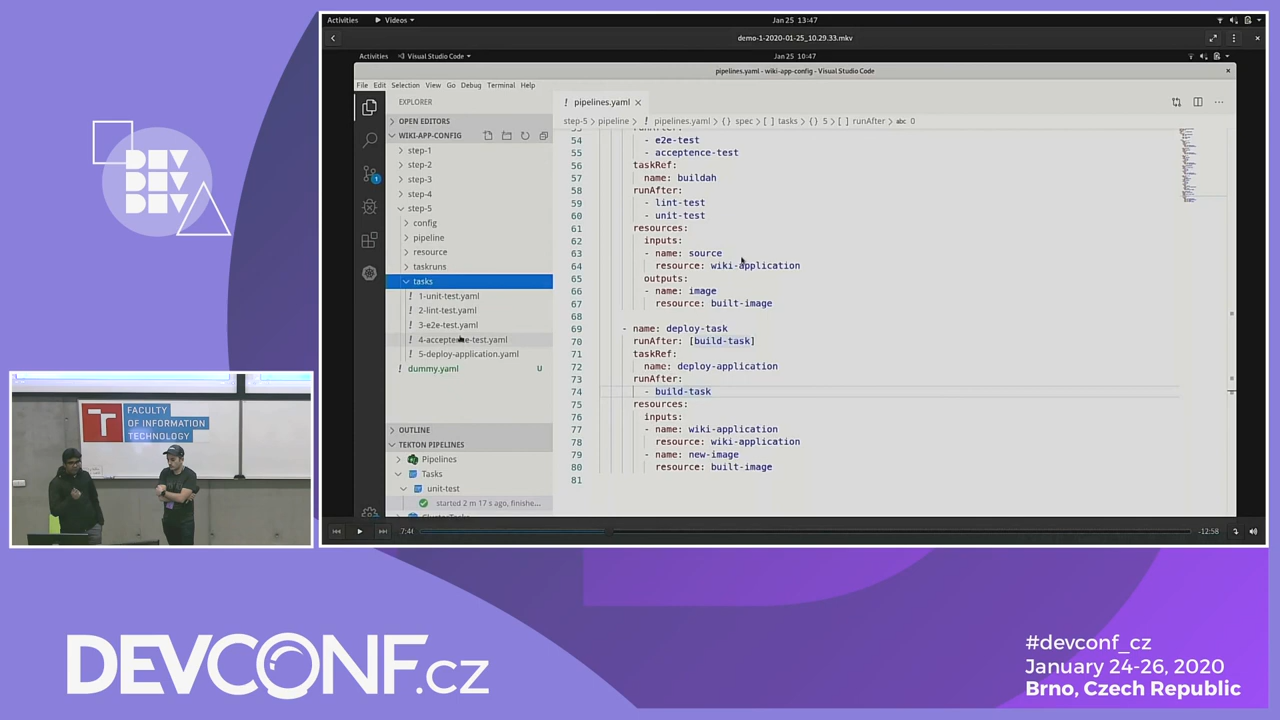 Activities
Videos
Jan 25 13:47
demo-1-2020-01-25_10.29.33.mkv
Activities
Visual Studio Code
Jan 25 10:47
pipelines.yaml - wiki-app-config - Visual Studio Code
File Edit Selection View Go Debug Terminal Help
EXPLORER
OPEN EDITORS
WIKI-APP-CONFIG
step-1
step-2
step-3
step-4
step-5
config
pipeline
resource
taskruns
tasks
1-unit-test.yaml
2-lint-test.yaml
3-e2e-test.yaml
4-acceptence-test.yaml
5-deploy-application.yaml
dummy.yaml U
OUTLINE
TEKTON PIPELINES
Pipelines
Tasks
unit-test
started 2 m 17 s ago, finishe...
pipelines.yaml
step-5 > pipeline > ! pipelines.yaml > {} spec > [ ] tasks > {} 5 > [ ] runAfter > abc 0
54 - e2e-test
55 - acceptence-test
56 taskRef:
57 name: buildah
58 runAfter:
59 - lint-test
60 - unit-test
61 resources:
62 inputs:
63 - name: source
64 resource: wiki-application
65 outputs:
66 - name: image
67 resource: built-image
68
69 - name: deploy-task
70 runAfter: [build-task]
71 taskRef:
72 name: deploy-application
73 runAfter:
74 - build-task
75 resources:
76 inputs:
77 - name: wiki-application
78 resource: wiki-application
79 - name: new-image
80 resource: built-image
81
-12:58
DEV
DEV
DEV
FACULTY
OF INFORMATION
TECHNOLOGY
DEVCONF.cz
#devconf_cz
January 24-26, 2020
Brno, Czech Republic